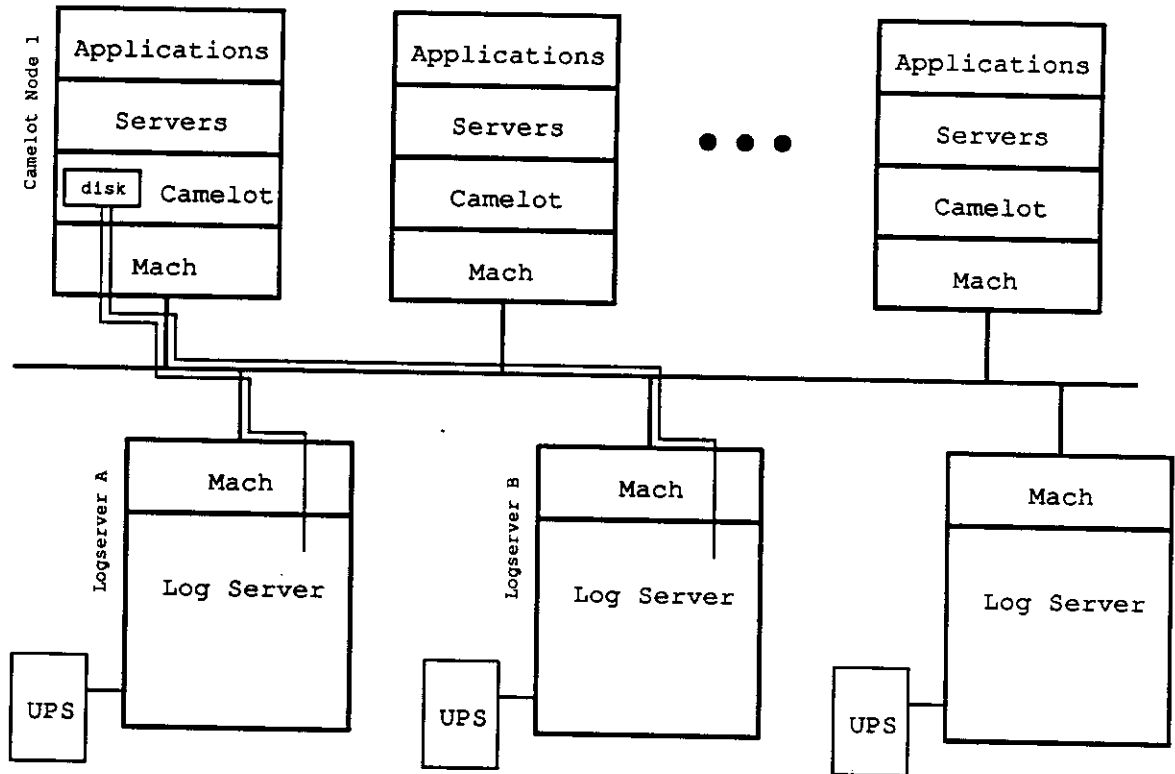 Camelot Node 1
Applications
Servers
disk
Camelot
Mach
Applications
Servers
Camelot
Mach
Applications
Servers
Camelot
Mach
Logserver A
Mach
Log Server
UPS
Logserver B
Mach
Log Server
UPS
Mach
Log Server
UPS